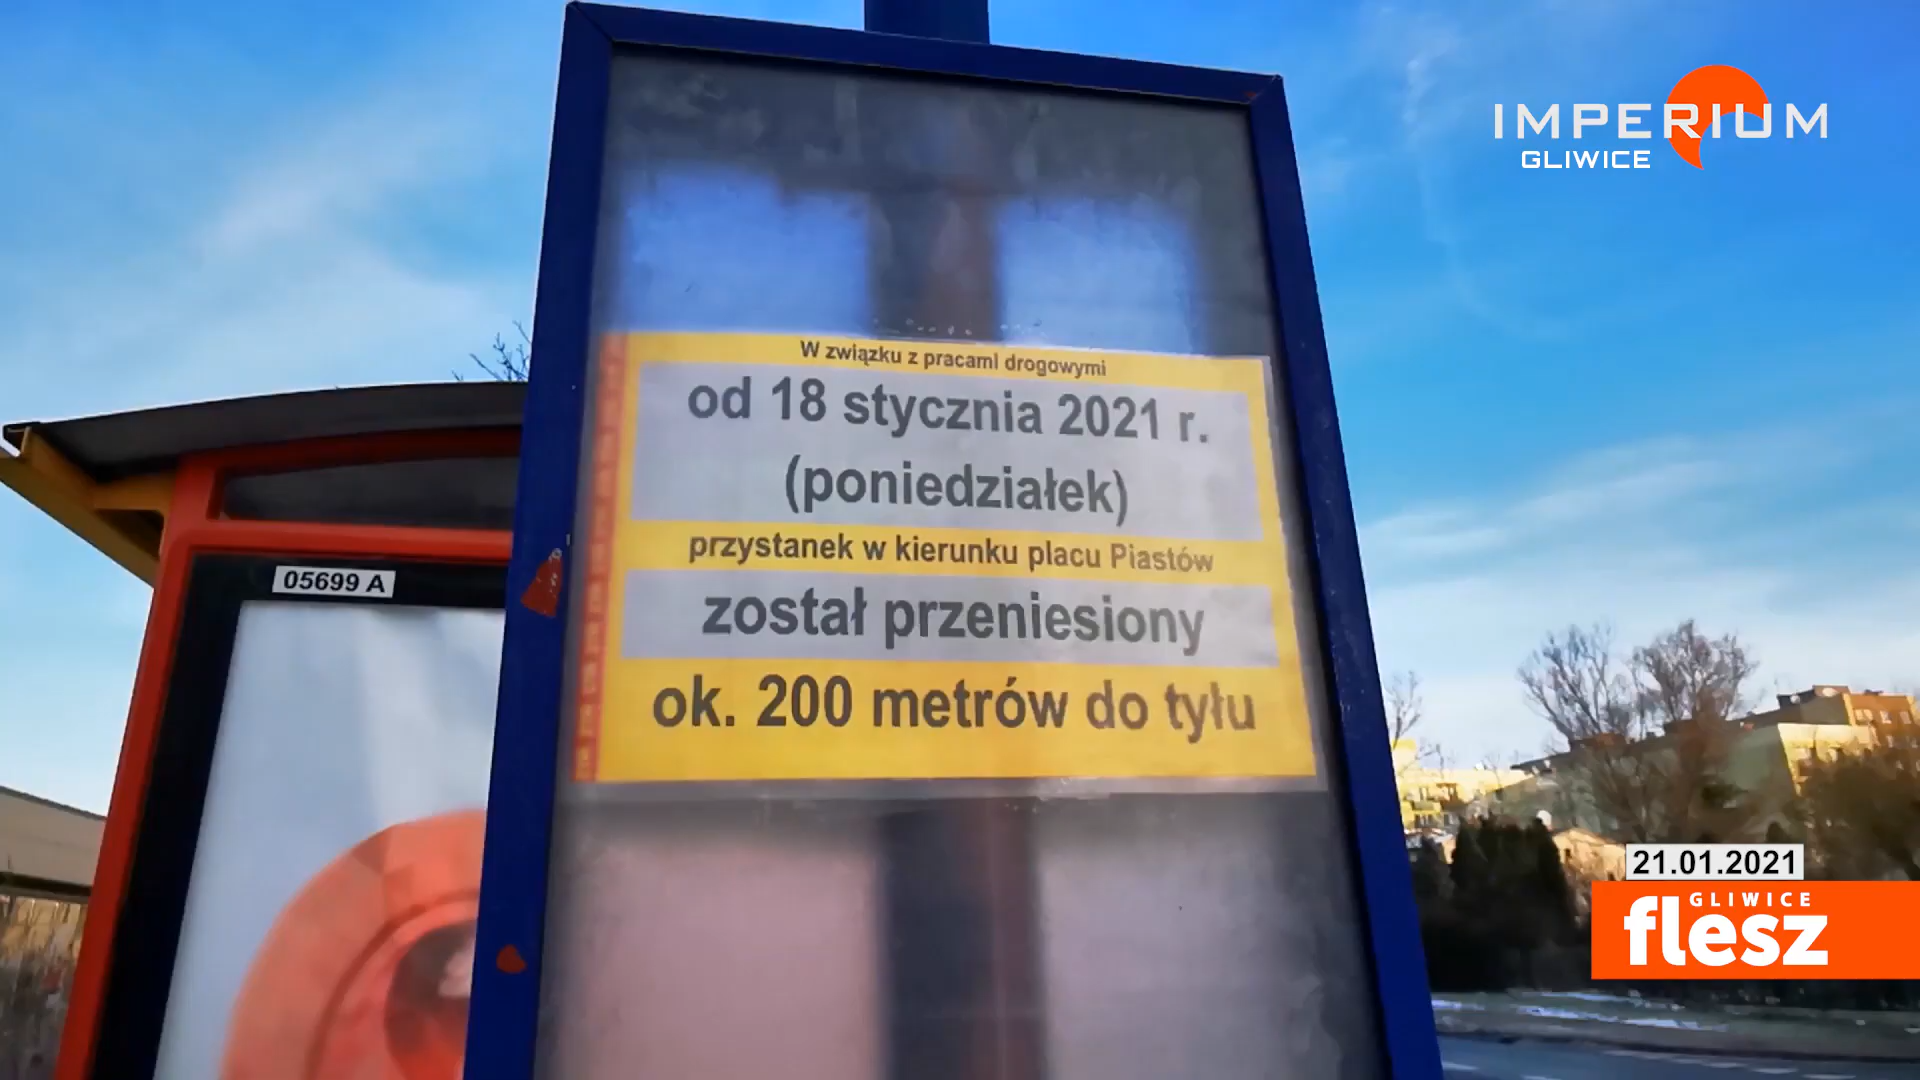 IMPERIUM
GLIWICE
W związku z pracami drogowymi
od 18 stycznia 2021 r.
(poniedziałek)
przystanek w kierunku placu Piastów
został przeniesiony
ok. 200 metrów do tyłu
05699 A
21.01.2021
GLIWICE
flesz